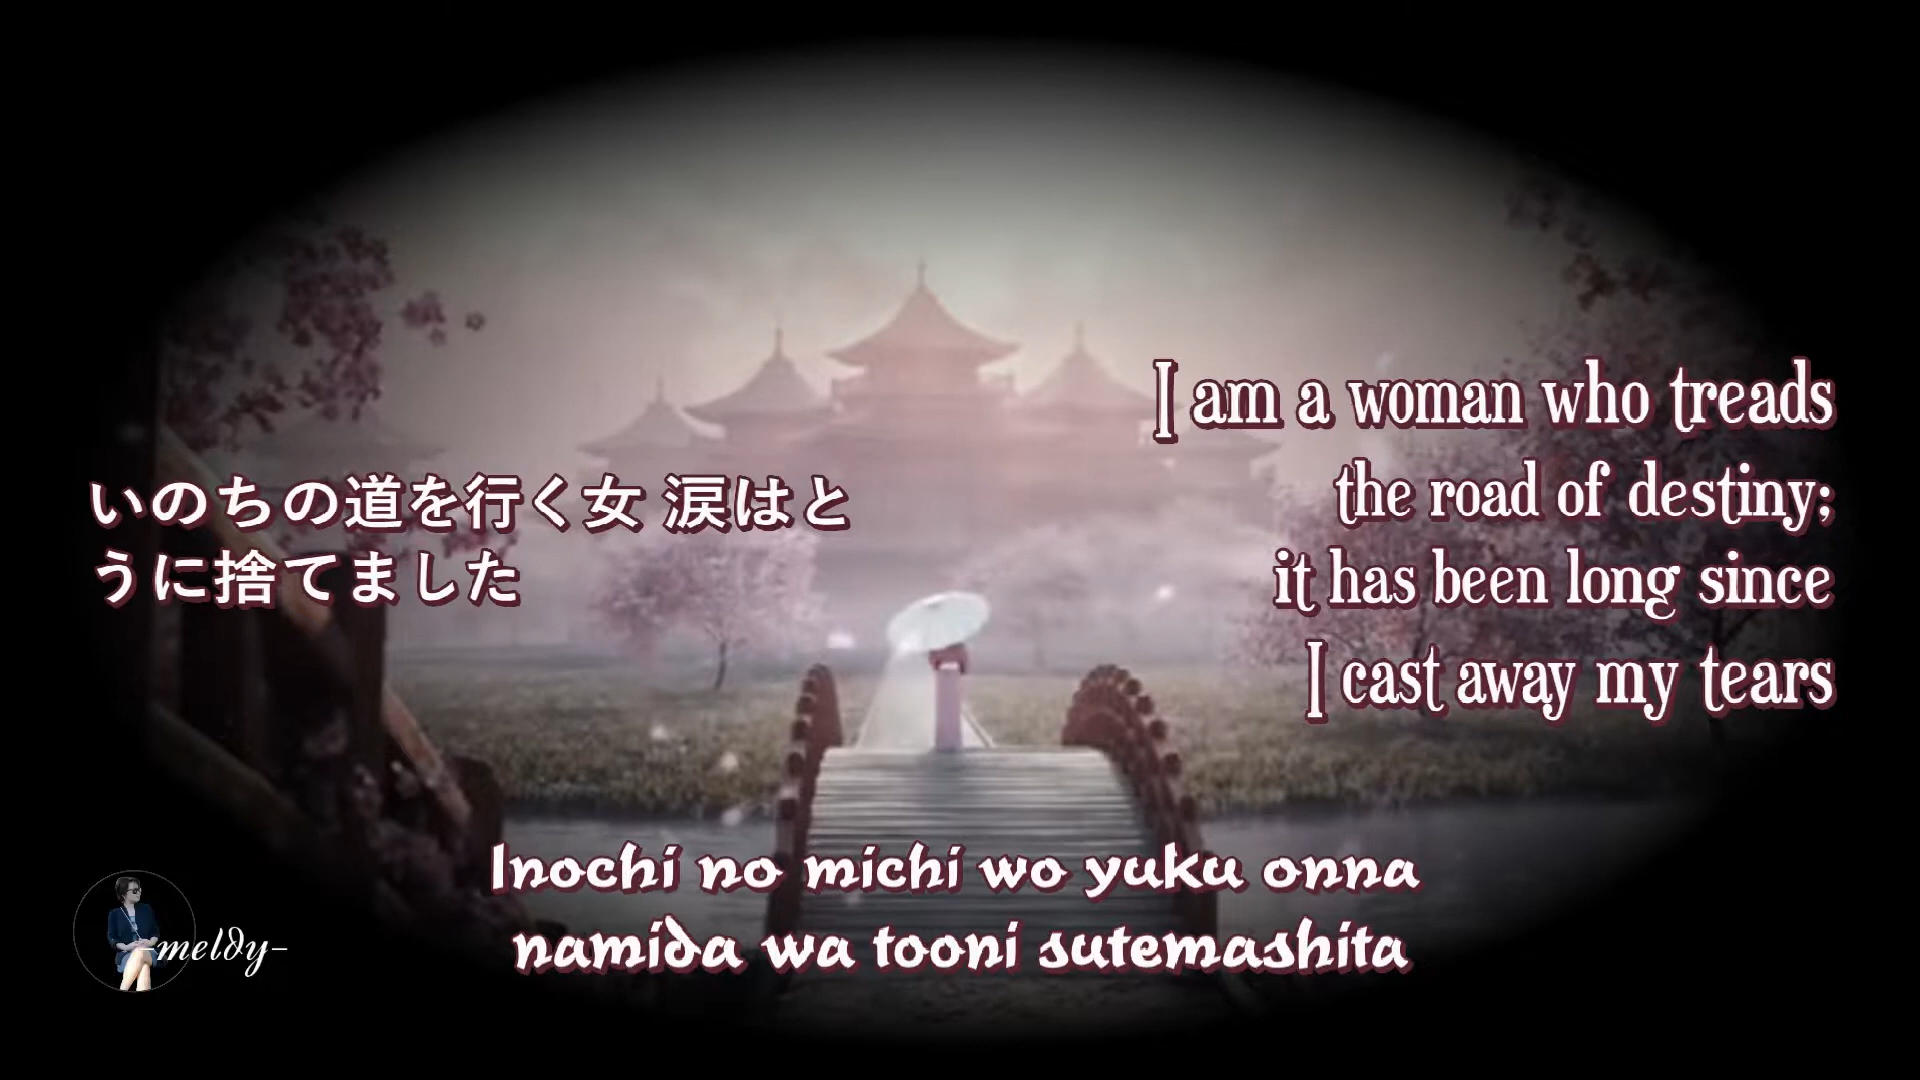 いのちの道を行く女 涙はと
うに捨てました
I am a woman who treads
the road of destiny;
it has been long since
I cast away my tears
Inochi no michi wo yuku onna
namida wa tooni sutemashita
-meldy-